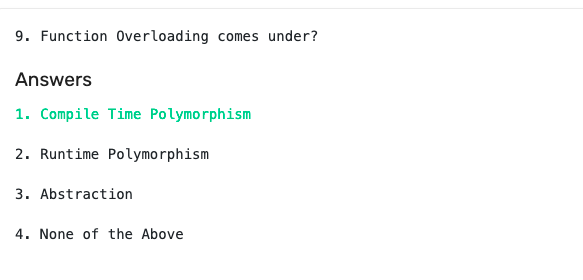 9. Function Overloading comes under?
Answers
1. Compile Time Polymorphism
2. Runtime Polymorphism
3. Abstraction
4. None of the Above